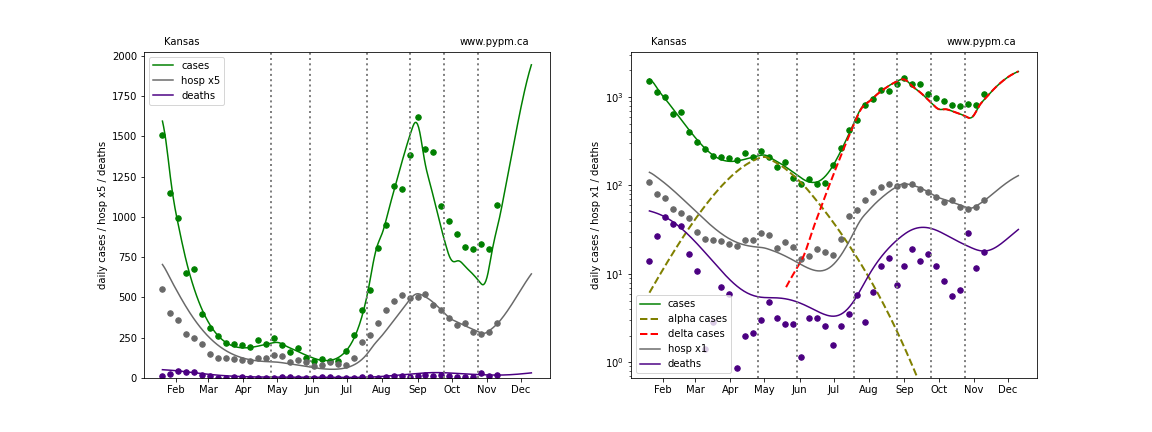 Kansas
www.pypm.ca
cases
hosp x5
deaths
daily cases / hosp x5 / deaths
2000
1750
1500
1250
1000
750
500
250
0
Feb
Mar
Apr
May
Jun
Jul
Aug
Sep
Oct
Nov
Dec
Kansas
www.pypm.ca
daily cases / hosp x1 / deaths
10³
10²
10¹
10⁰
cases
alpha cases
delta cases
hosp x1
deaths
Feb
Mar
Apr
May
Jun
Jul
Aug
Sep
Oct
Nov
Dec